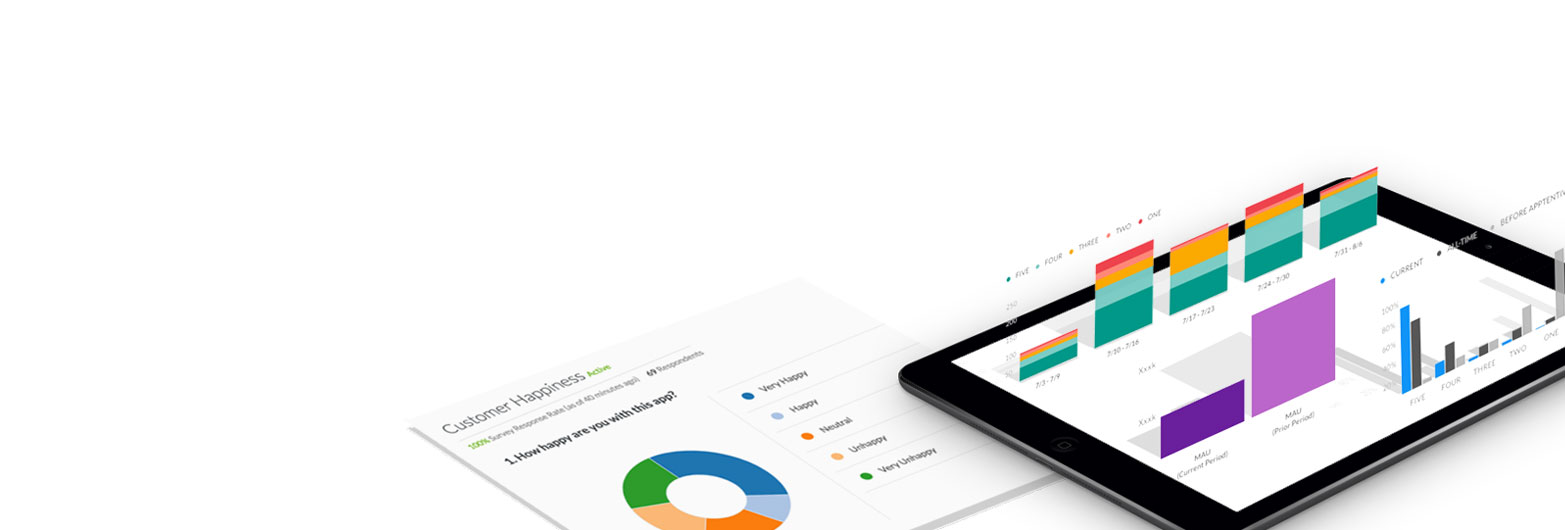 Customer Happiness Active
100% Survey Response Rate (as of 40 minutes ago) 69 Respondents
1. How happy are you with this app?
Very Happy
Happy
Neutral
Unhappy
Very Unhappy
FIVE FOUR THREE TWO ONE
250
200
150
100
7/3 - 7/9
7/10 - 7/16
7/17 - 7/23
7/24 - 7/30
7/31 - 8/6
XxxK
XxxK
MAU
(Current Period)
MAU
(Prior Period)
CURRENT ALL-TIME BEFORE
100%
80%
60%
40%
FIVE
FOUR
THREE
TWO
ONE